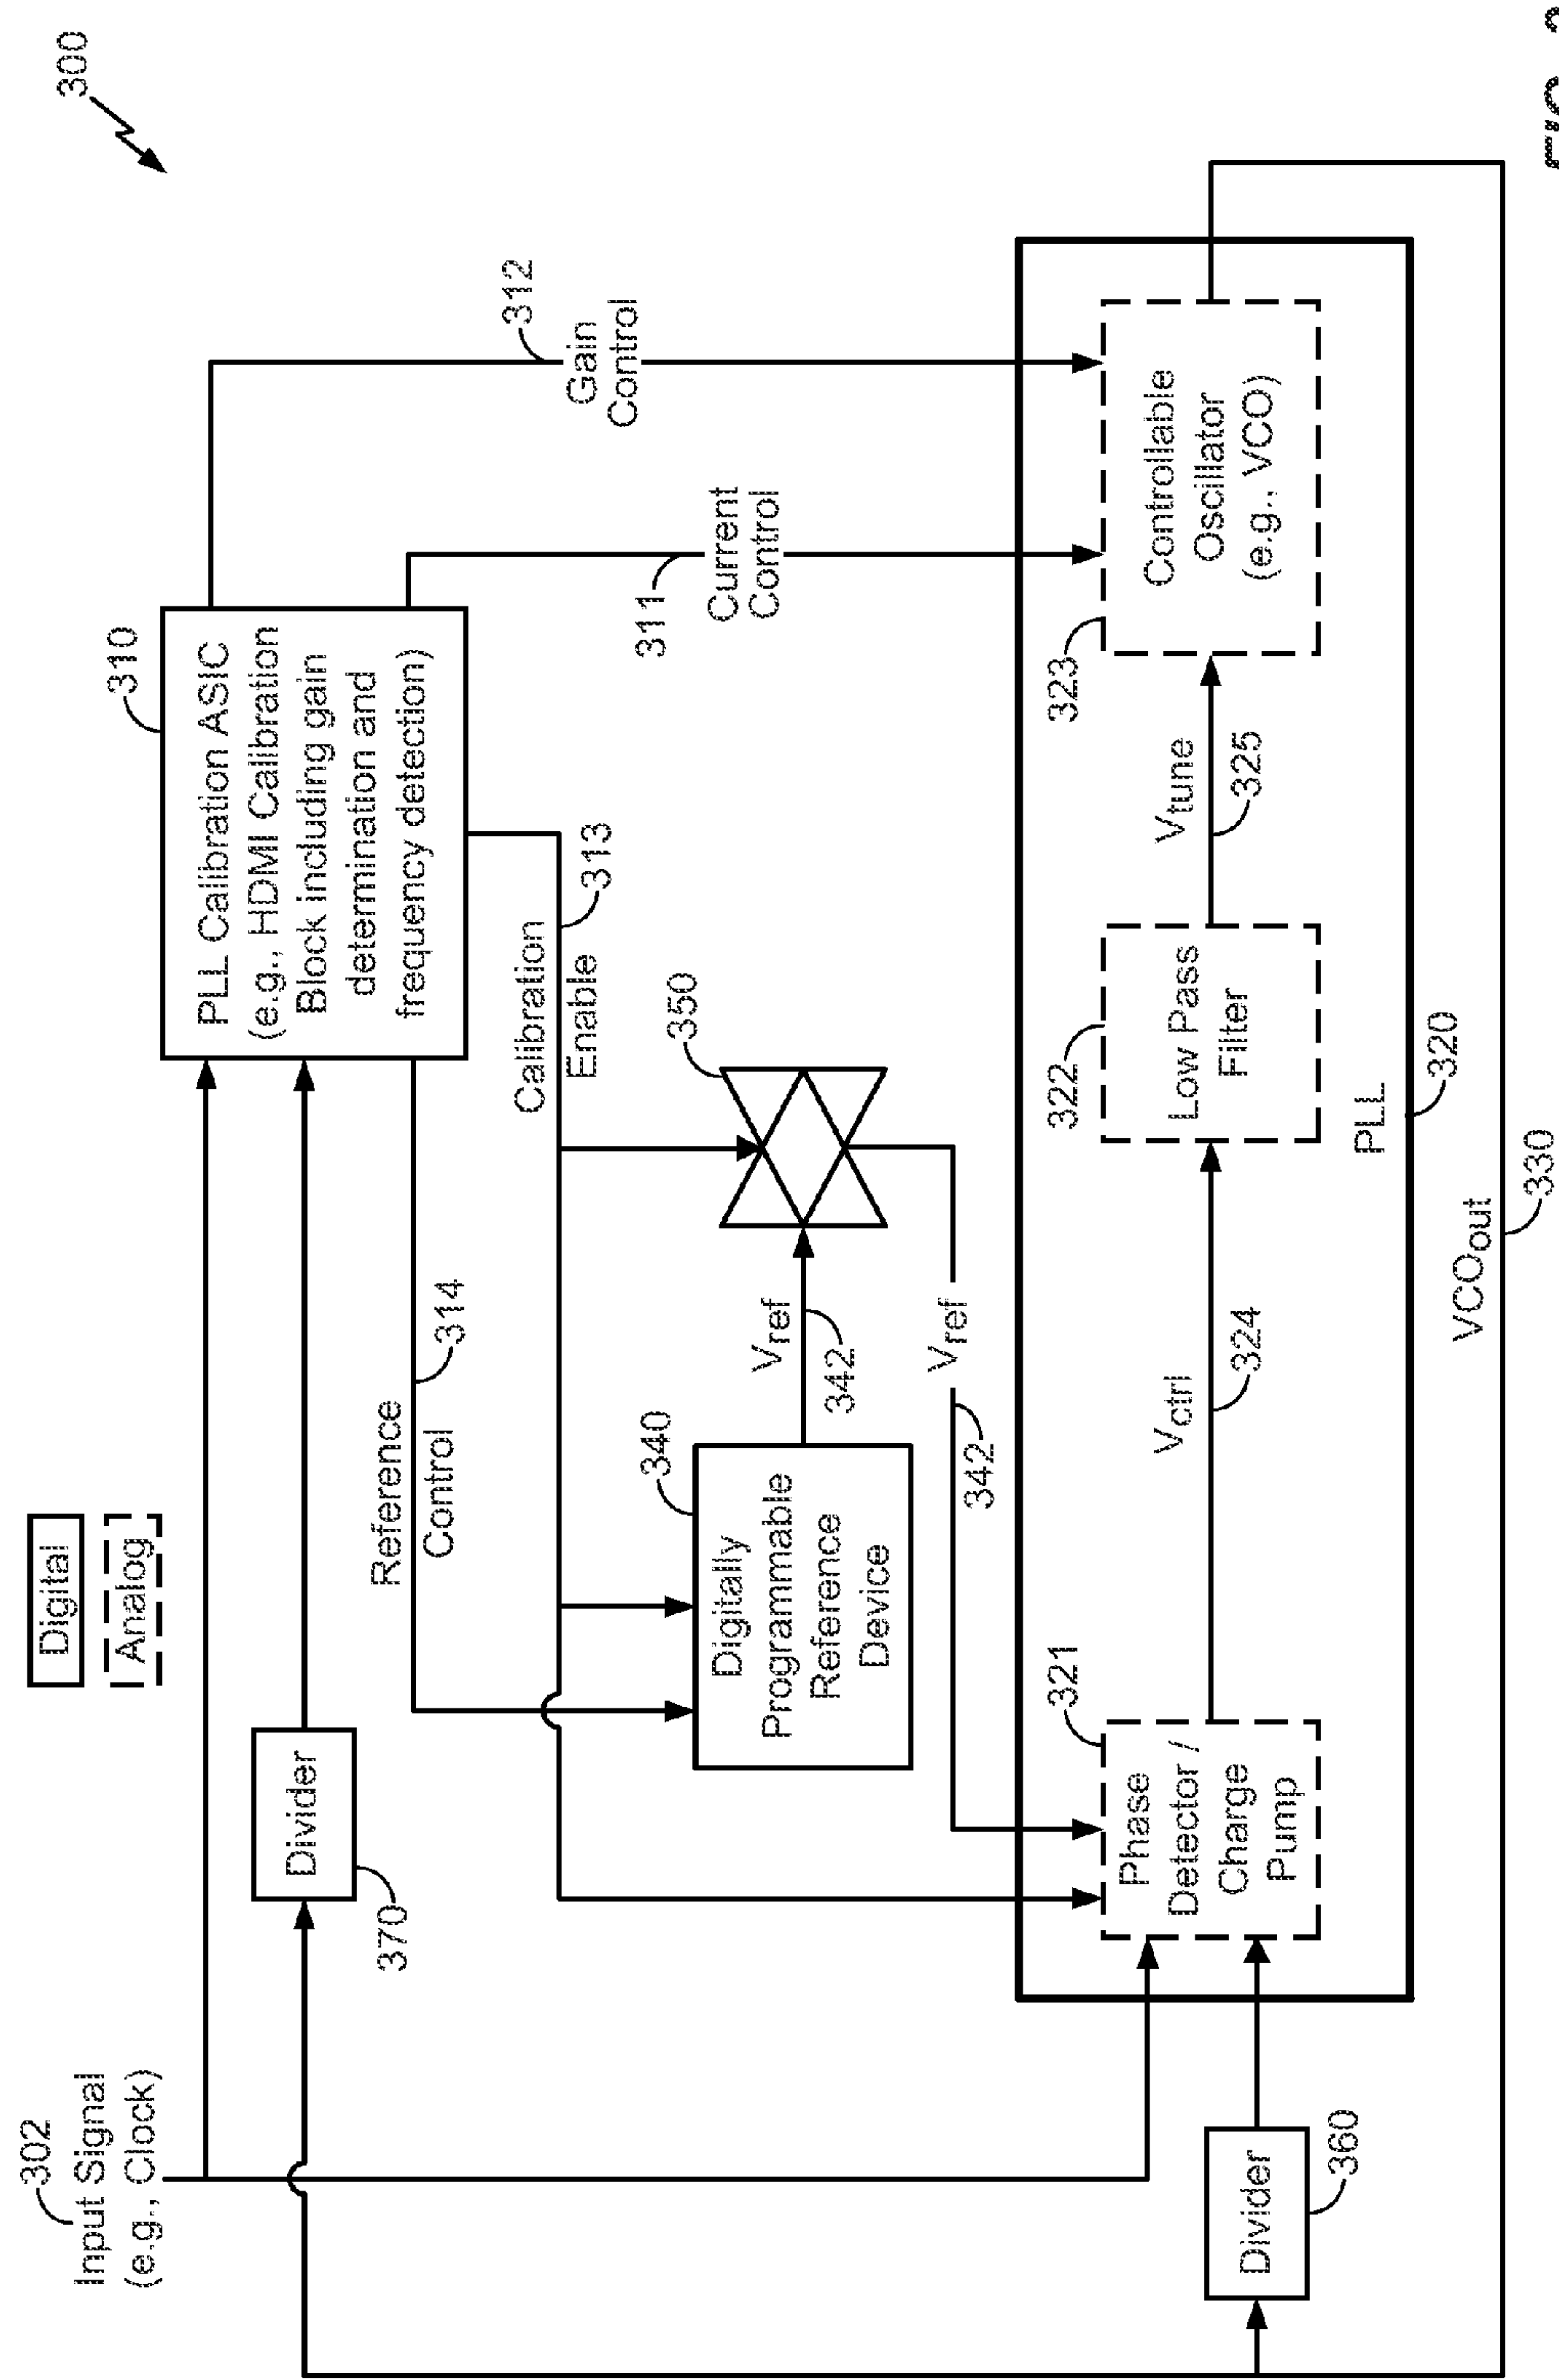 300
302
Input Signal
(e.g., Clock)
Digital
Analog
310
PLL Calibration ASIC
(e.g., HDMI Calibration
Block including gain
determination and
frequency detection)
Divider
370
Reference
Control
314
Calibration
Enable
313
312
Gain
Control
311
Current
Control
340
Digitally
Programmable
Reference
Device
Vref
342
350
Vref
342
321
Phase
Detector /
Charge
Pump
Vctrl
324
322
Low Pass
Filter
Vtune
325
323
Controllable
Oscillator
(e.g., VCO)
PLL
320
Divider
360
VCOout
330